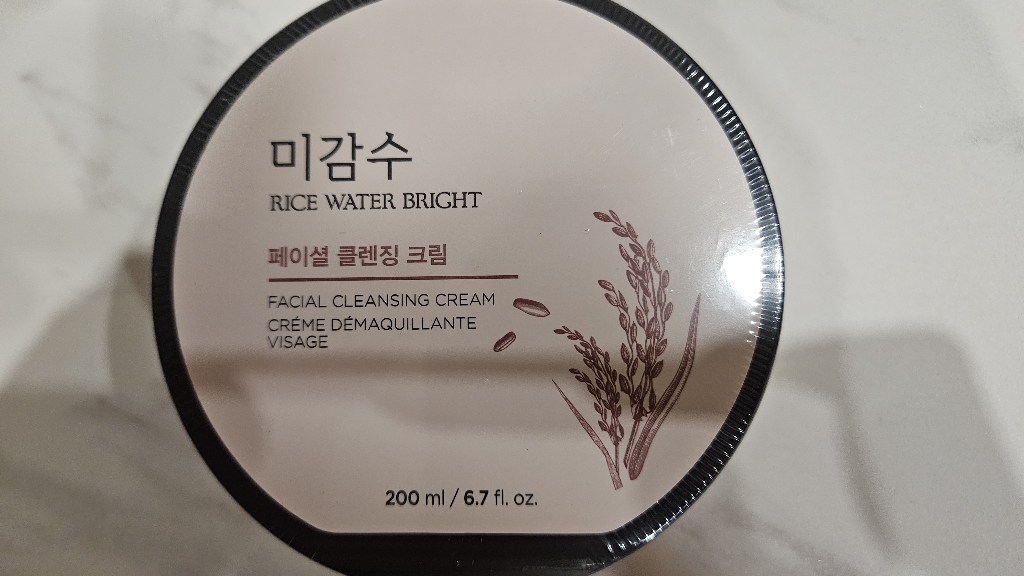 미감수
RICE WATER BRIGHT
페이셜 클렌징 크림
FACIAL CLEANSING CREAM
CRÉME DÉMAQUILLANTE
VISAGE
200 ml / 6.7 fl. oz.